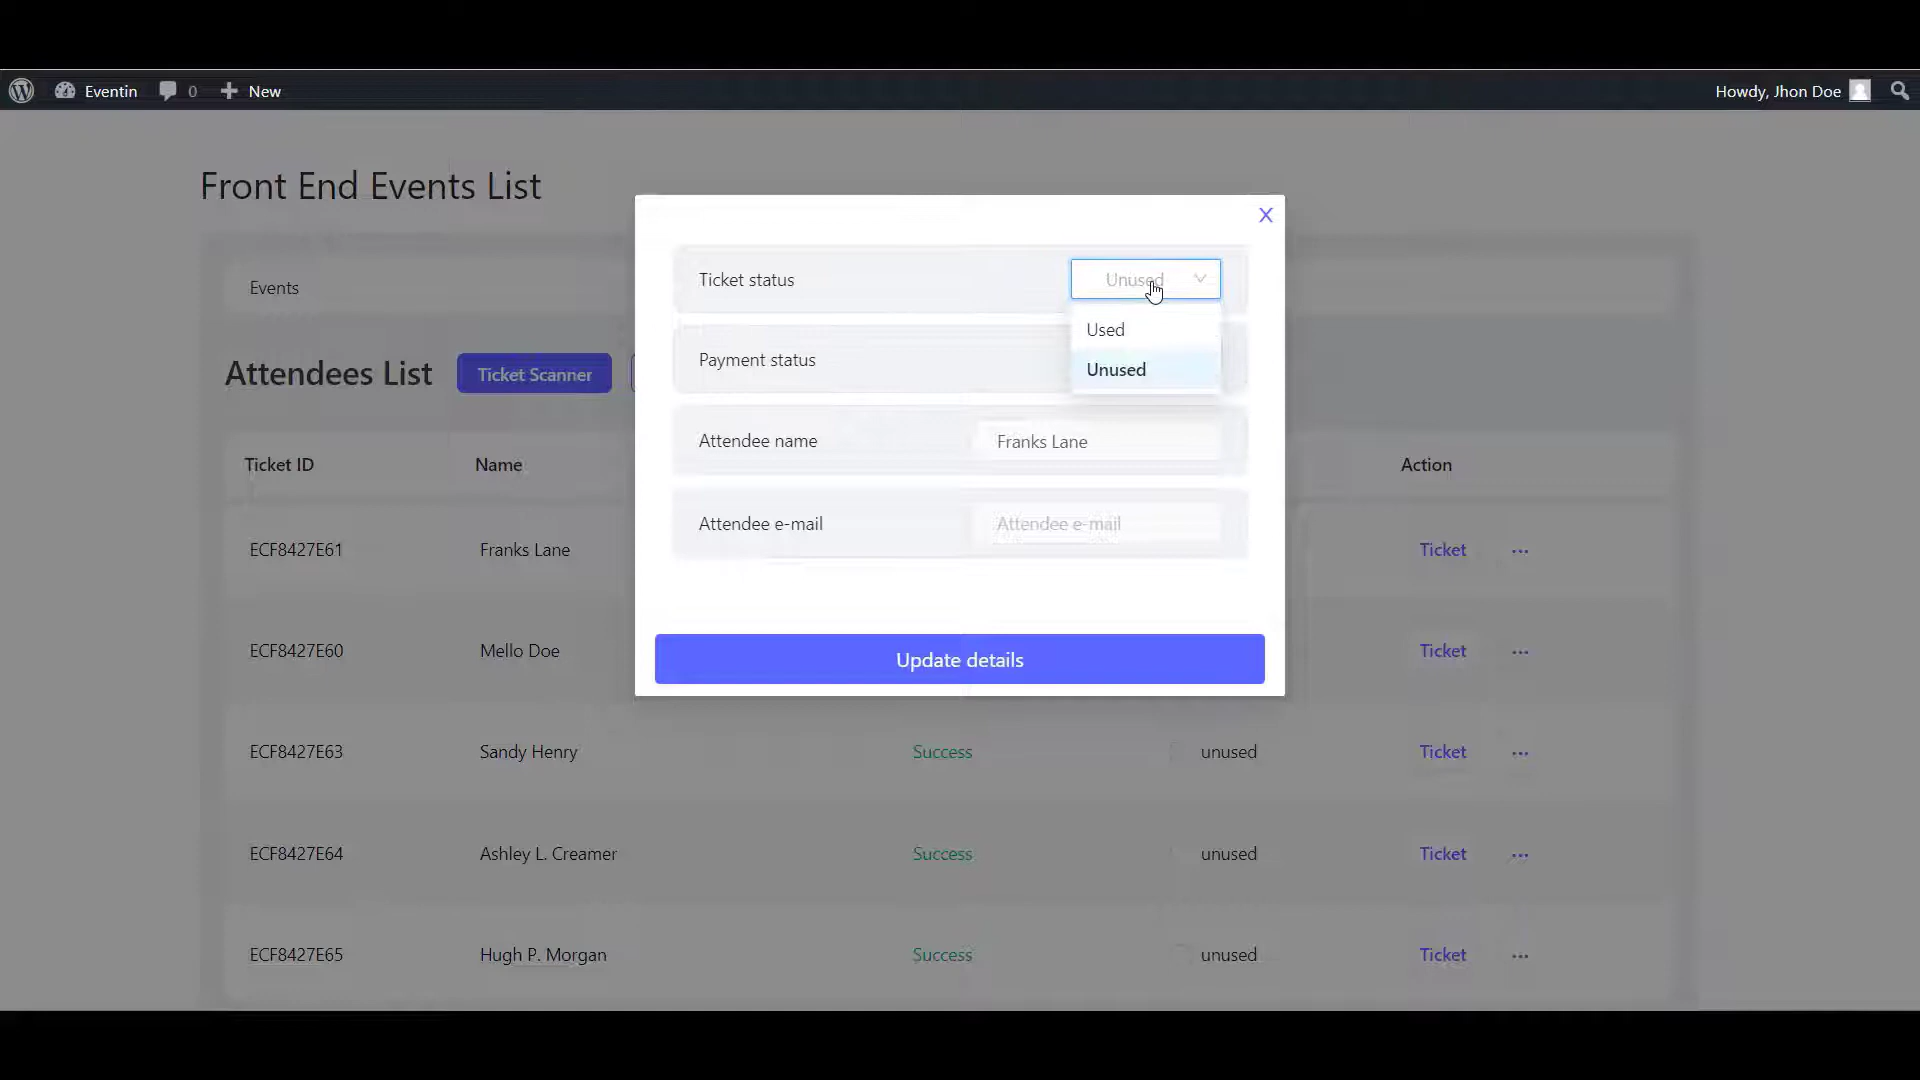 Eventin 0 New Howdy, Jhon Doe
Front End Events List
X
Ticket status Unused
Events
Used
Payment status
Unused
Attendees List Ticket Scanner
Attendee name Franks Lane
Ticket ID Name Action
Attendee e-mail Attendee e-mail
ECF8427E61 Franks Lane Ticket ...
ECF8427E60 Mello Doe Ticket ...
Update details
ECF8427E63 Sandy Henry Success unused Ticket ...
ECF8427E64 Ashley L. Creamer Success unused Ticket ...
ECF8427E65 Hugh P. Morgan Success unused Ticket ...